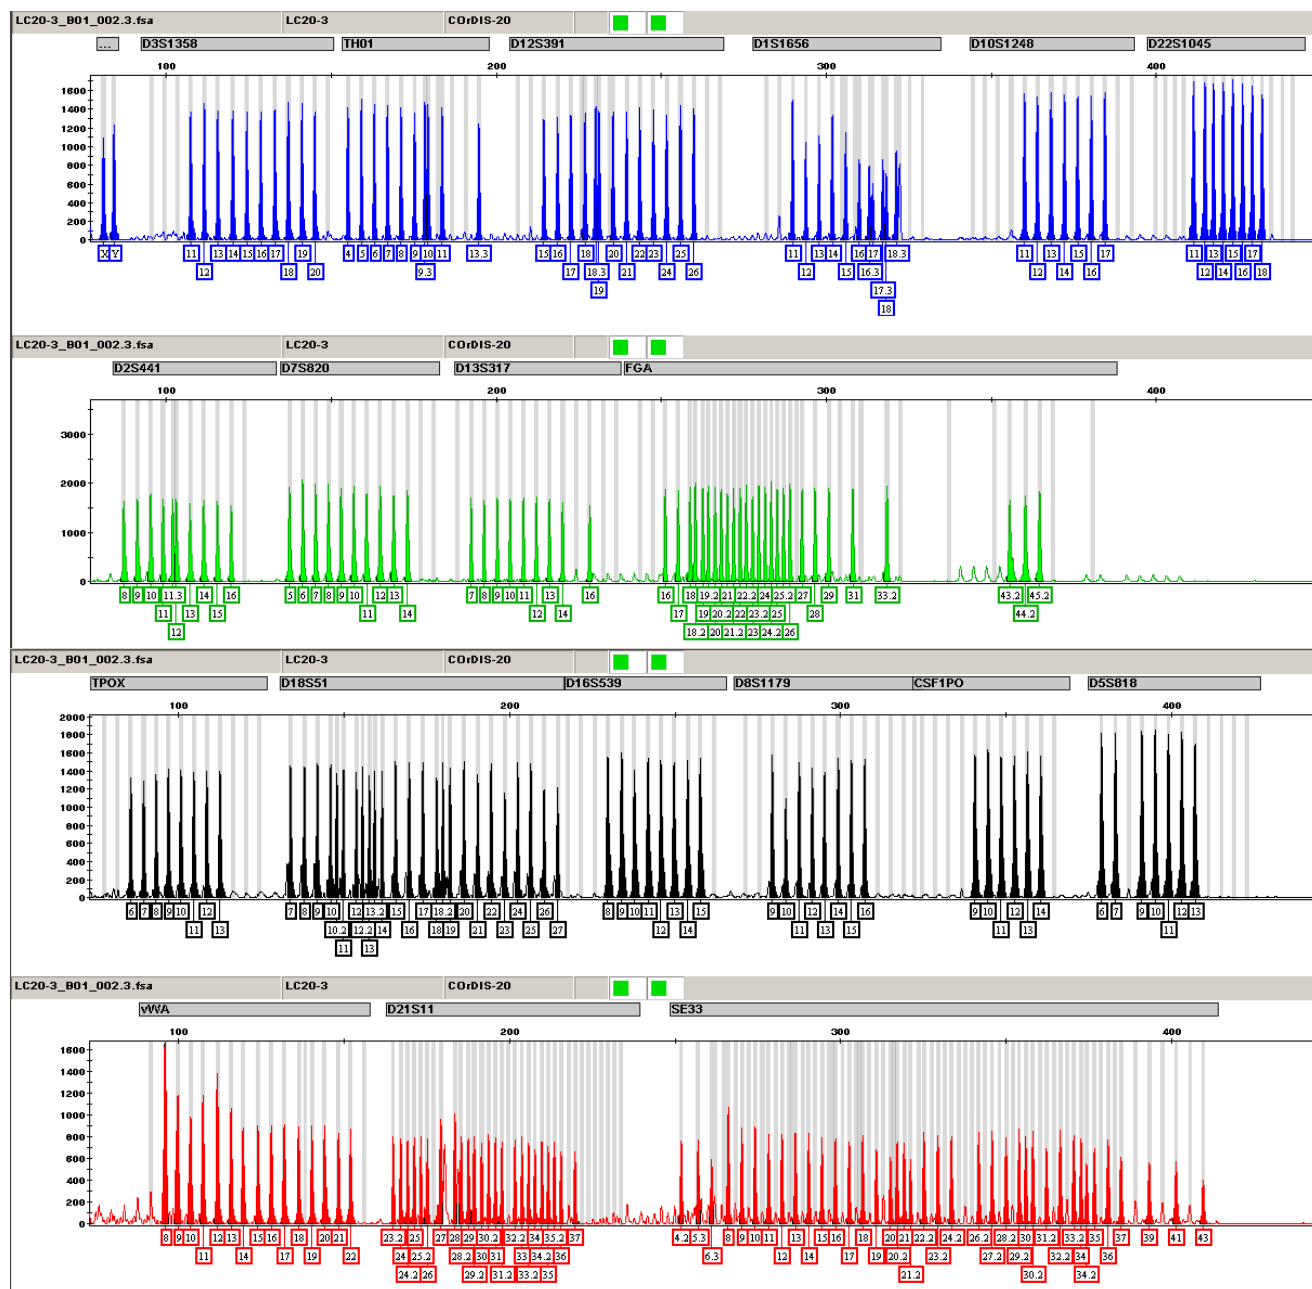 LC20-3_B01_002.3.fsa LC20-3 COrDIS-20
... D3S1358 TH01 D12S391 D1S1656 D10S1248 D22S1045
100 200 300 400
1600
1400
1200
1000
800
600
400
200
0
X Y 11 13 14 15 16 17 19 4 5 6 7 8 9 10 11 13.3 15 16 18 20 22 23 25 11 13 14 16 17 18.3 11 13 15 17 11 13 15 17
12 18 20 9.3 17 18.3 21 24 26 12 15 16.3 12 14 16 12 14 16 18
19 17.3
18
LC20-3_B01_002.3.fsa LC20-3 COrDIS-20
D2S441 D7S820 D13S317 FGA
100 200 300 400
3000
2000
1000
0
8 9 10 11.3 14 16 5 6 7 8 9 10 12 13 7 8 9 10 11 13 16 16 18 19.2 21 22.2 24 25.2 27 29 31 33.2 43.2 45.2
11 13 15 11 14 12 14 17 19 20.2 22 23.2 25 28 44.2
12 18.2 20 21.2 23 24.2 26
LC20-3_B01_002.3.fsa LC20-3 COrDIS-20
TPOX D18S51 D16S539 D8S1179 CSF1PO D5S818
100 200 300 400
2000
1800
1600
1400
1200
1000
800
600
400
200
0
6 7 8 9 10 12 7 8 9 10 12 13.2 15 17 18.2 20 22 24 26 8 9 10 11 13 15 9 10 12 14 16 9 10 12 14 6 7 9 10 12 13
11 13 10.2 12.2 14 16 18 19 21 23 25 27 12 14 11 13 15 11 13 11
11 13
LC20-3_B01_002.3.fsa LC20-3 COrDIS-20
vWA D21S11 SE33
100 200 300 400
1600
1400
1200
1000
800
600
400
200
0
8 9 10 12 13 15 16 18 20 21 23.2 25 27 28 29 30.2 32.2 34 35.2 37 4.2 5.3 8 9 10 11 13 15 16 18 20 21 22.2 24.2 26.2 28.2 30 31.2 33.2 35 37 39 41 43
11 14 17 19 22 24 25.2 28.2 30 31 33 34.2 36 6.3 12 14 17 19 20.2 23.2 27.2 29.2 32.2 34 36
24.2 26 29.2 31.2 33.2 35 21.2 30.2 34.2